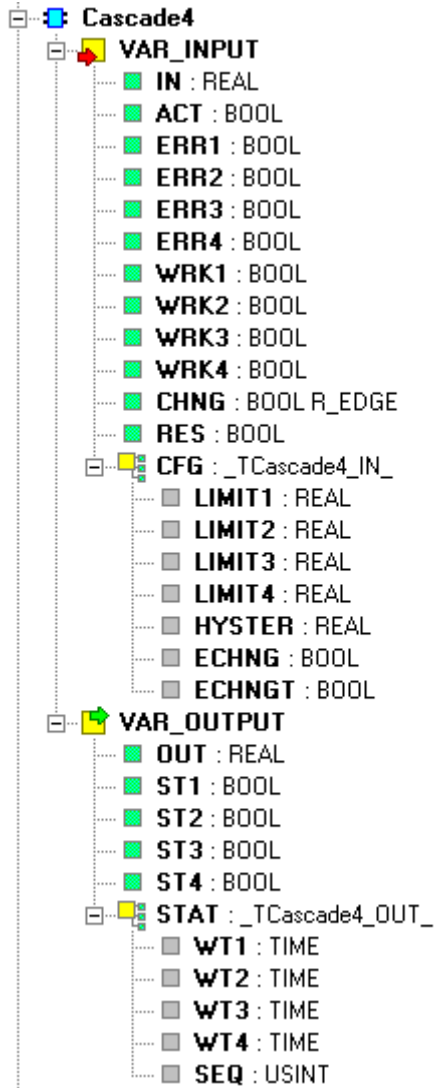 Cascade4
VAR_INPUT
IN : REAL
ACT : BOOL
ERR1 : BOOL
ERR2 : BOOL
ERR3 : BOOL
ERR4 : BOOL
WRK1 : BOOL
WRK2 : BOOL
WRK3 : BOOL
WRK4 : BOOL
CHNG : BOOL R_EDGE
RES : BOOL
CFG : _TCascade4_IN_
LIMIT1 : REAL
LIMIT2 : REAL
LIMIT3 : REAL
LIMIT4 : REAL
HYSTER : REAL
ECHNG : BOOL
ECHNGT : BOOL
VAR_OUTPUT
OUT : REAL
ST1 : BOOL
ST2 : BOOL
ST3 : BOOL
ST4 : BOOL
STAT : _TCascade4_OUT_
WT1 : TIME
WT2 : TIME
WT3 : TIME
WT4 : TIME
SEQ : USINT